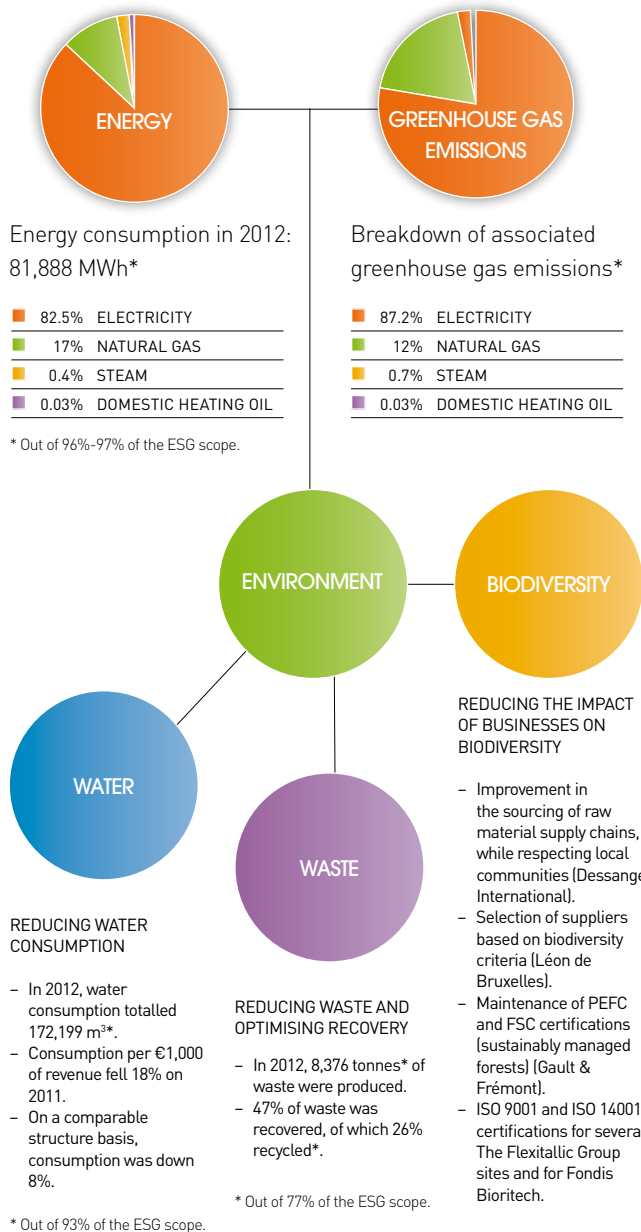 ENERGY
GREENHOUSE GAS
EMISSIONS
Energy consumption in 2012:
81,888 MWh*
82.5% ELECTRICITY
17% NATURAL GAS
0.4% STEAM
0.03% DOMESTIC HEATING OIL
* Out of 96%-97% of the ESG scope.
Breakdown of associated
greenhouse gas emissions*
87.2% ELECTRICITY
12% NATURAL GAS
0.7% STEAM
0.03% DOMESTIC HEATING OIL
ENVIRONMENT
BIODIVERSITY
WATER
WASTE
REDUCING WATER
CONSUMPTION
– In 2012, water
consumption totalled
172,199 m³*.
– Consumption per €1,000
of revenue fell 18% on
2011.
– On a comparable
structure basis,
consumption was down
8%.
* Out of 93% of the ESG scope.
REDUCING WASTE AND
OPTIMISING RECOVERY
– In 2012, 8,376 tonnes* of
waste were produced.
– 47% of waste was
recovered, of which 26%
recycled*.
* Out of 77% of the ESG scope.
REDUCING THE IMPACT
OF BUSINESSES ON
BIODIVERSITY
– Improvement in
the sourcing of raw
material supply chains,
while respecting local
communities (Dessange
International).
– Selection of suppliers
based on biodiversity
criteria (Léon de
Bruxelles).
– Maintenance of PEFC
and FSC certifications
(sustainably managed
forests) (Gault &
Frémont).
– ISO 9001 and ISO 14001
certifications for severa
The Flexitallic Group
sites and for Fondis
Bioritech.